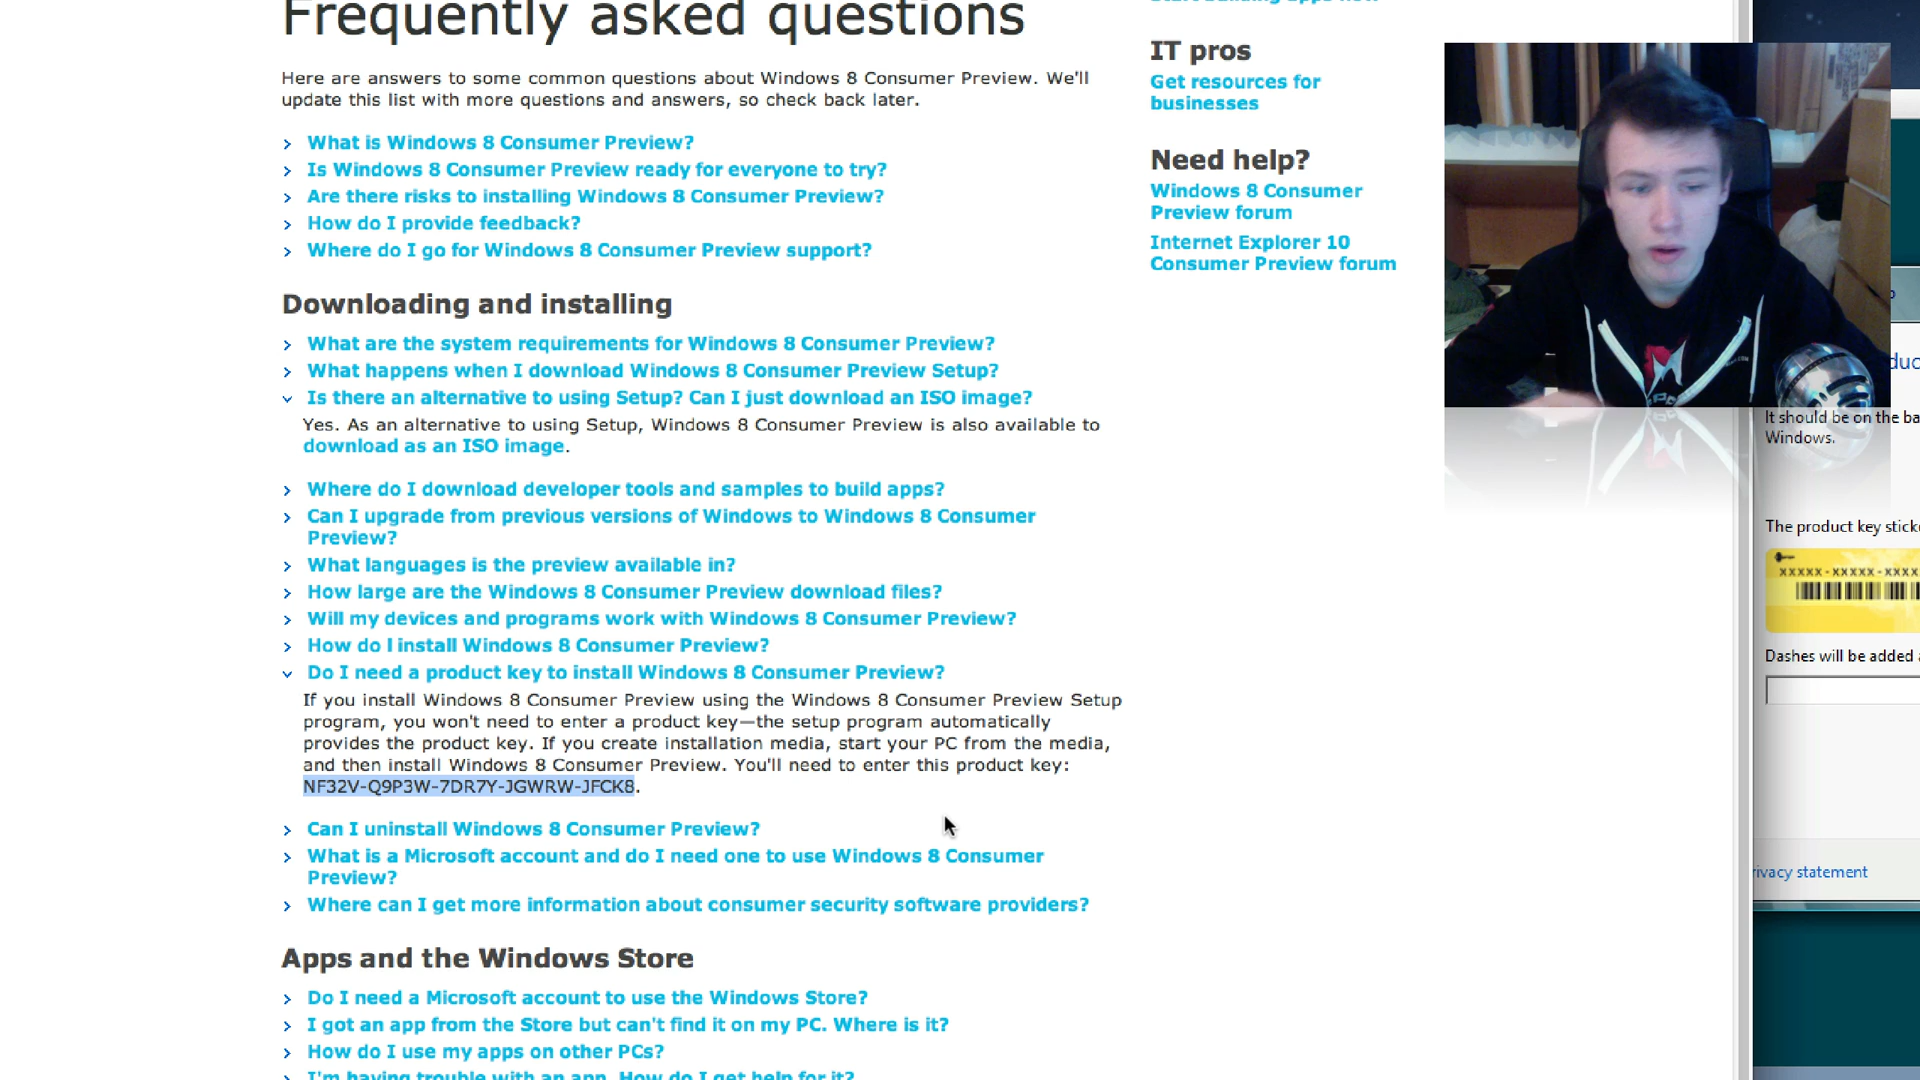 Frequently asked questions
Here are answers to some common questions about Windows 8 Consumer Preview. We'll
update this list with more questions and answers, so check back later.
What is Windows 8 Consumer Preview?
Is Windows 8 Consumer Preview ready for everyone to try?
Are there risks to installing Windows 8 Consumer Preview?
How do I provide feedback?
Where do I go for Windows 8 Consumer Preview support?
Downloading and installing
What are the system requirements for Windows 8 Consumer Preview?
What happens when I download Windows 8 Consumer Preview Setup?
Is there an alternative to using Setup? Can I just download an ISO image?
Yes. As an alternative to using Setup, Windows 8 Consumer Preview is also available to
download as an ISO image.
Where do I download developer tools and samples to build apps?
Can I upgrade from previous versions of Windows to Windows 8 Consumer
Preview?
What languages is the preview available in?
How large are the Windows 8 Consumer Preview download files?
Will my devices and programs work with Windows 8 Consumer Preview?
How do I install Windows 8 Consumer Preview?
Do I need a product key to install Windows 8 Consumer Preview?
If you install Windows 8 Consumer Preview using the Windows 8 Consumer Preview Setup
program, you won't need to enter a product key—the setup program automatically
provides the product key. If you create installation media, start your PC from the media,
and then install Windows 8 Consumer Preview. You'll need to enter this product key:
NF32V-Q9P3W-7DR7Y-JGWRW-JFCK8.
Can I uninstall Windows 8 Consumer Preview?
What is a Microsoft account and do I need one to use Windows 8 Consumer
Preview?
Where can I get more information about consumer security software providers?
Apps and the Windows Store
Do I need a Microsoft account to use the Windows Store?
I got an app from the Store but can't find it on my PC. Where is it?
How do I use my apps on other PCs?
I'm having trouble with an app. How do I get help for it?
IT pros
Get resources for
businesses
Need help?
Windows 8 Consumer
Preview forum
Internet Explorer 10
Consumer Preview forum
It should be on the ba
Windows.
The product key stick
XXXXX-XXXXX-XXXX
Dashes will be added
rivacy statement